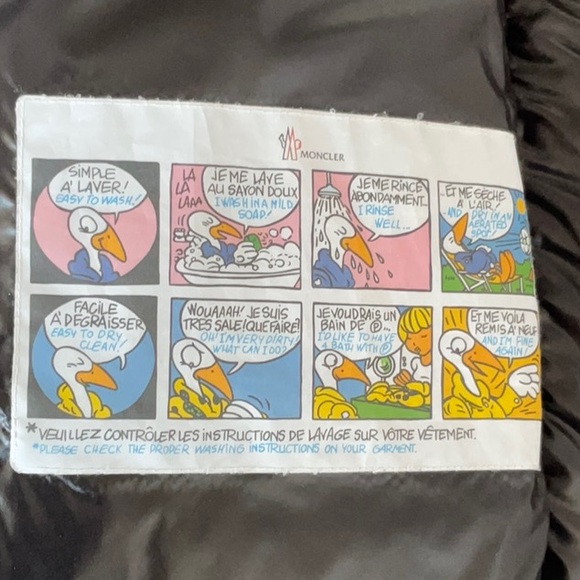 MONCLER
SIMPLE
A' LAVER!
EASY TO WASH!
LA
LA
LAAA
JE ME LAVE
AU SAVON DOUX
I WASH IN A MILD
SOAP!
JE ME RINCE
ABONDAMMENT...
I RINSE
WELL...
...ET ME SÈCHE
A' L'AIR.
AND DRY IN AN
AERATED
SPOT!
FACILE
A' DEGRAISSER
EASY TO DRY
CLEAN!
WOUAAAH! JE SUIS
TRES SALE! QUE FAIRE!
OH! I'M VERY DIRTY!
WHAT CAN I DO?
JE VOUDRAIS UN
BAIN DE Ⓟ...
I'D LIKE TO HAVE
A BATH WITH Ⓟ
ET ME VOILA
REMIS A' NEUF
AND I'M FINE
AGAIN!
*VEUILLEZ CONTRÔLER LES INSTRUCTIONS DE LAVAGE SUR VÔTRE VÊTEMENT.
*PLEASE CHECK THE PROPER WASHING INSTRUCTIONS ON YOUR GARMENT.